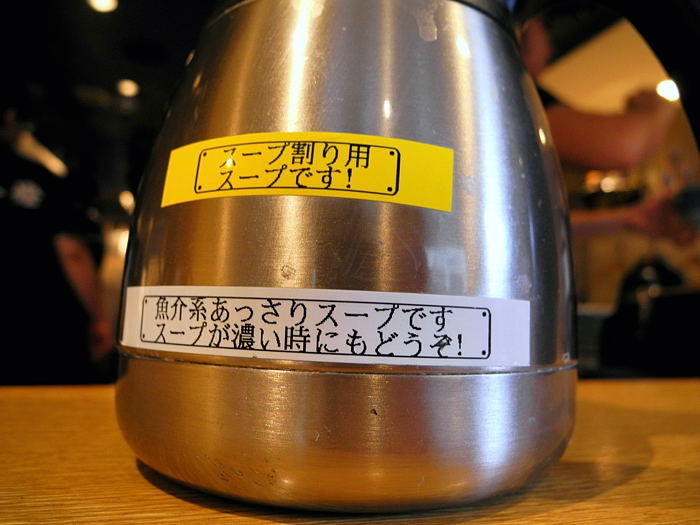 スープ割り用
スープです!
魚介系あっさりスープです
スープが濃い時にもどうぞ!